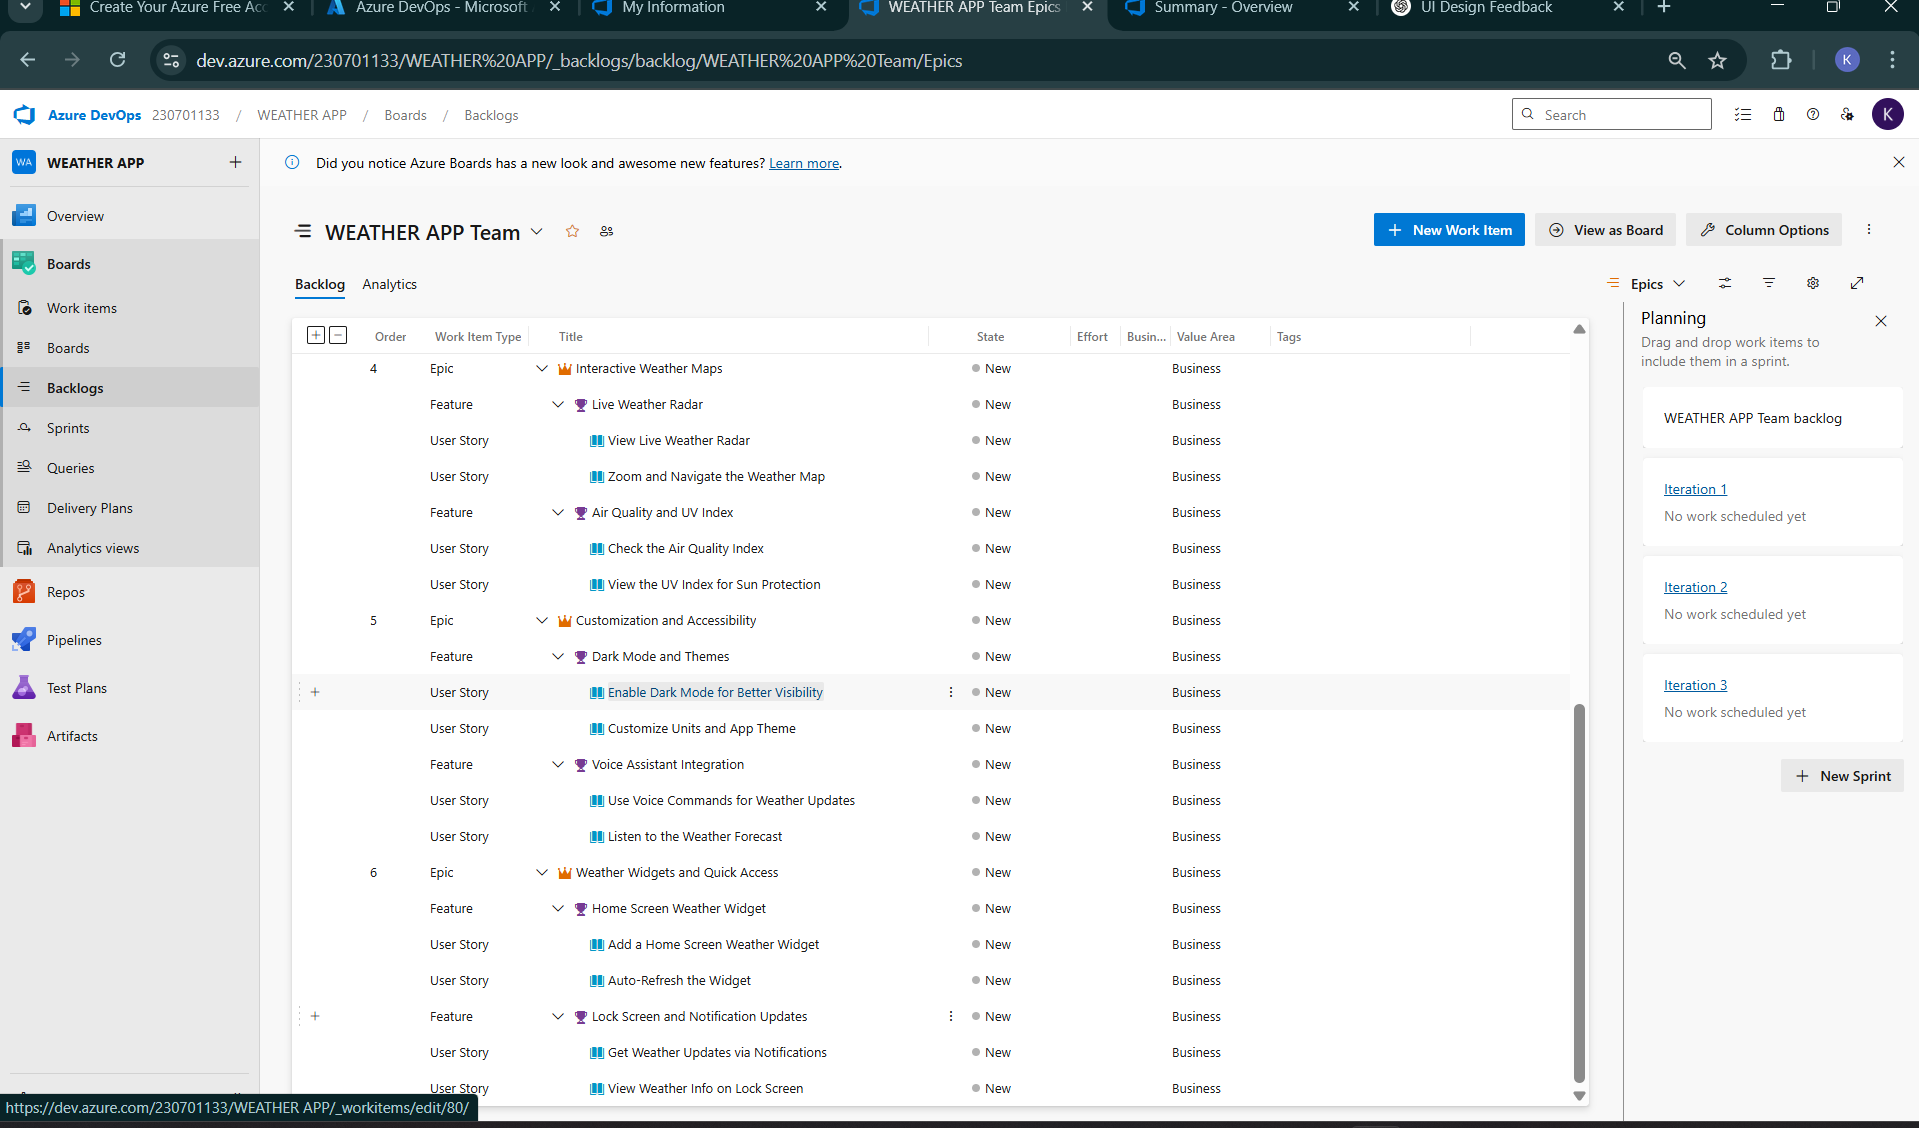 Create Your Azure Free Acc
Azure DevOps - Microsoft
My Information
WEATHER APP Team Epics
Summary - Overview
UI Design Feedback
dev.azure.com/230701133/WEATHER%20APP/_backlogs/backlog/WEATHER%20APP%20Team/Epics
K
Azure DevOps 230701133 / WEATHER APP / Boards / Backlogs
Search
K
WA WEATHER APP
Did you notice Azure Boards has a new look and awesome new features? Learn more.
Overview
Boards
Work items
Boards
Backlogs
Sprints
Queries
Delivery Plans
Analytics views
Repos
Pipelines
Test Plans
Artifacts
WEATHER APP Team
New Work Item
View as Board
Column Options
Backlog Analytics
Epics
Order Work Item Type Title State Effort Busin... Value Area Tags
4 Epic Interactive Weather Maps New Business
Feature Live Weather Radar New Business
User Story View Live Weather Radar New Business
User Story Zoom and Navigate the Weather Map New Business
Feature Air Quality and UV Index New Business
User Story Check the Air Quality Index New Business
User Story View the UV Index for Sun Protection New Business
5 Epic Customization and Accessibility New Business
Feature Dark Mode and Themes New Business
User Story Enable Dark Mode for Better Visibility New Business
User Story Customize Units and App Theme New Business
Feature Voice Assistant Integration New Business
User Story Use Voice Commands for Weather Updates New Business
User Story Listen to the Weather Forecast New Business
6 Epic Weather Widgets and Quick Access New Business
Feature Home Screen Weather Widget New Business
User Story Add a Home Screen Weather Widget New Business
User Story Auto-Refresh the Widget New Business
Feature Lock Screen and Notification Updates New Business
User Story Get Weather Updates via Notifications New Business
User Story View Weather Info on Lock Screen New Business
Planning
Drag and drop work items to
include them in a sprint.
WEATHER APP Team backlog
Iteration 1
No work scheduled yet
Iteration 2
No work scheduled yet
Iteration 3
No work scheduled yet
New Sprint
https://dev.azure.com/230701133/WEATHER APP/_workitems/edit/80/